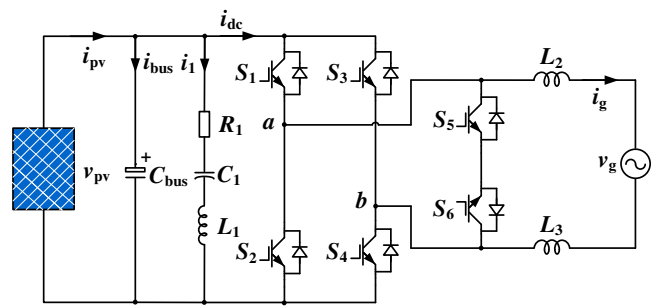 i_dc
i_pv
i_bus
i_1
S_1
S_3
L_2
i_g
R_1
a
S_5
v_pv
+
C_bus
C_1
v_g
b
S_6
L_1
S_2
S_4
L_3